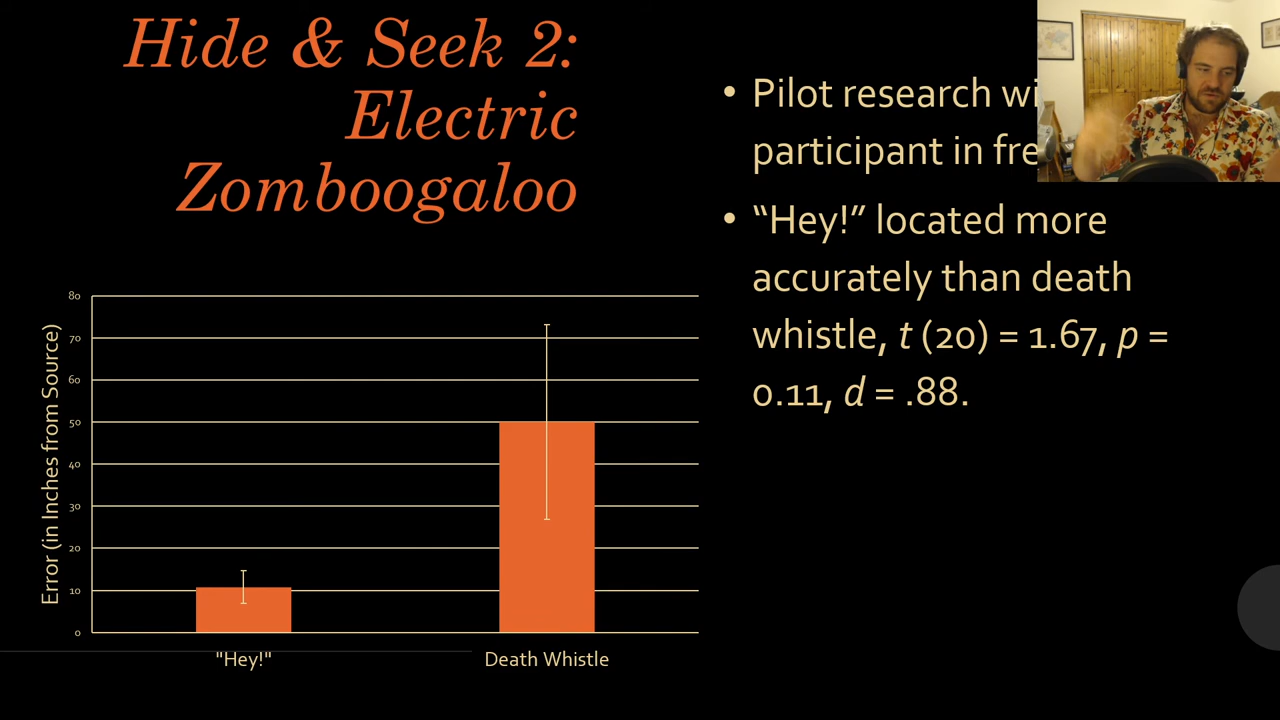 Hide & Seek 2:
Electric
Zomboogaloo
• Pilot research
participant in
• “Hey!” located more
accurately than death
whistle, t (20) = 1.67, p =
0.11, d = .88.
Error (in Inches from Source)
80
70
60
50
40
30
20
10
0
"Hey!"
Death Whistle